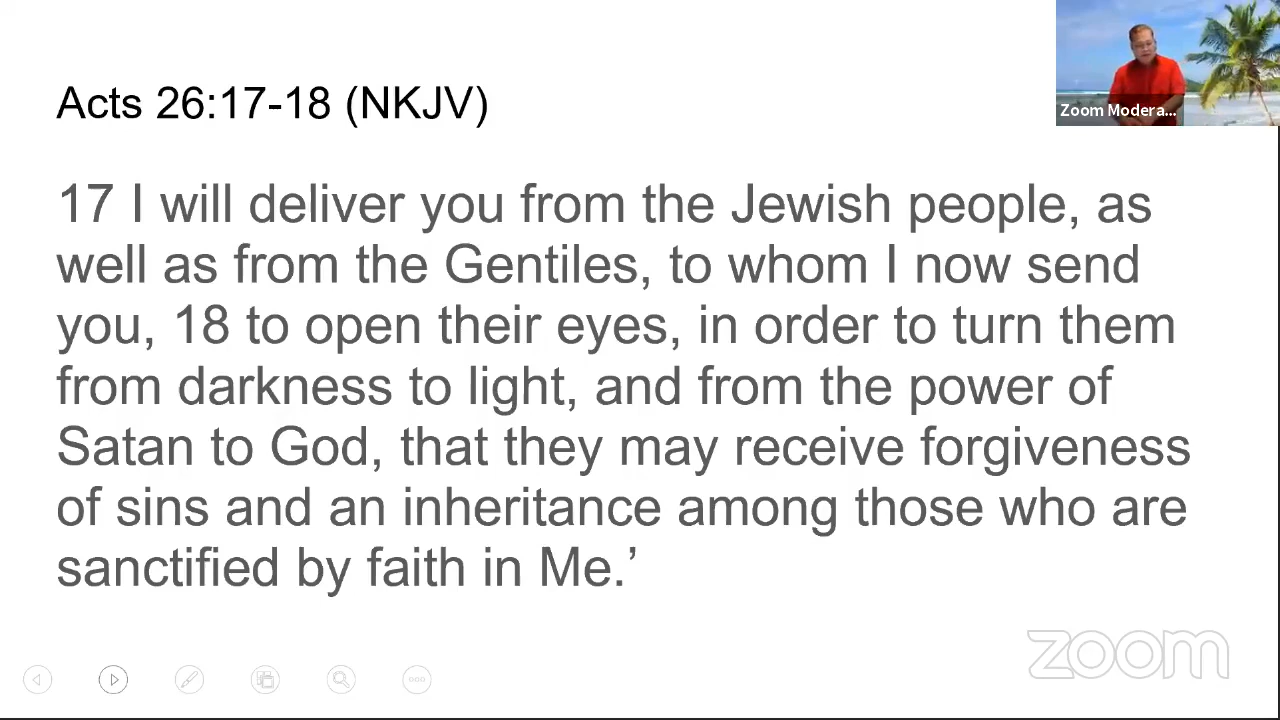 Acts 26:17-18 (NKJV)
Zoom Modera...
17 I will deliver you from the Jewish people, as
well as from the Gentiles, to whom I now send
you, 18 to open their eyes, in order to turn them
from darkness to light, and from the power of
Satan to God, that they may receive forgiveness
of sins and an inheritance among those who are
sanctified by faith in Me.’
zoom